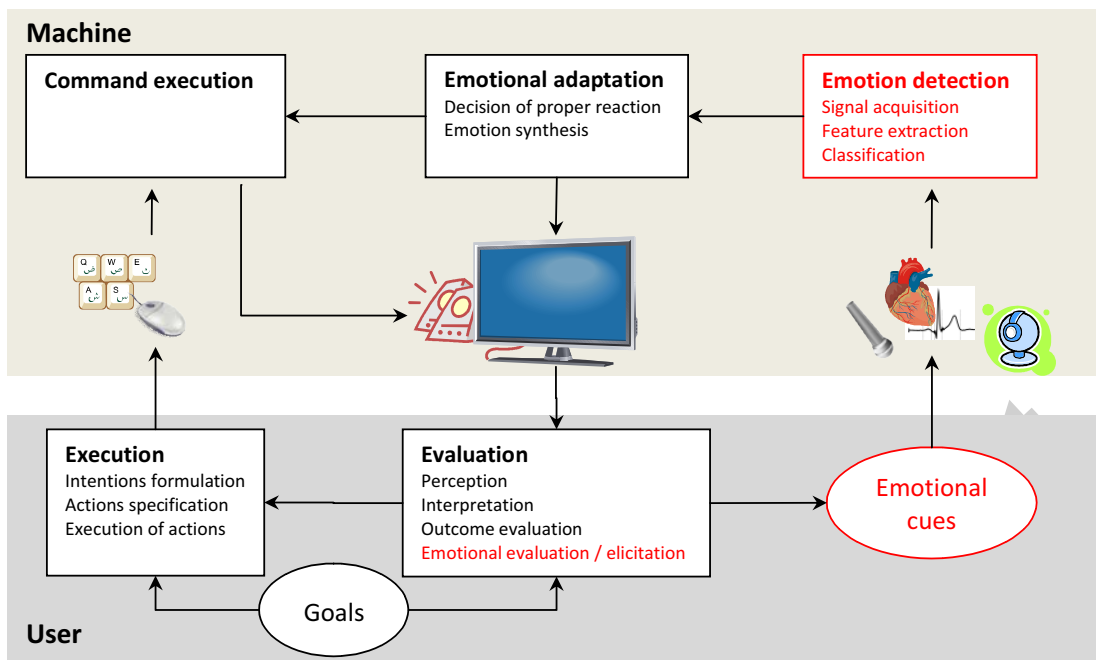 Machine
Command execution
Emotional adaptation
Decision of proper reaction
Emotion synthesis
Emotion detection
Signal acquisition
Feature extraction
Classification
Q ض
W ص
E ث
A ش
S س
Execution
Intentions formulation
Actions specification
Execution of actions
Evaluation
Perception
Interpretation
Outcome evaluation
Emotional evaluation / elicitation
Emotional
cues
Goals
User